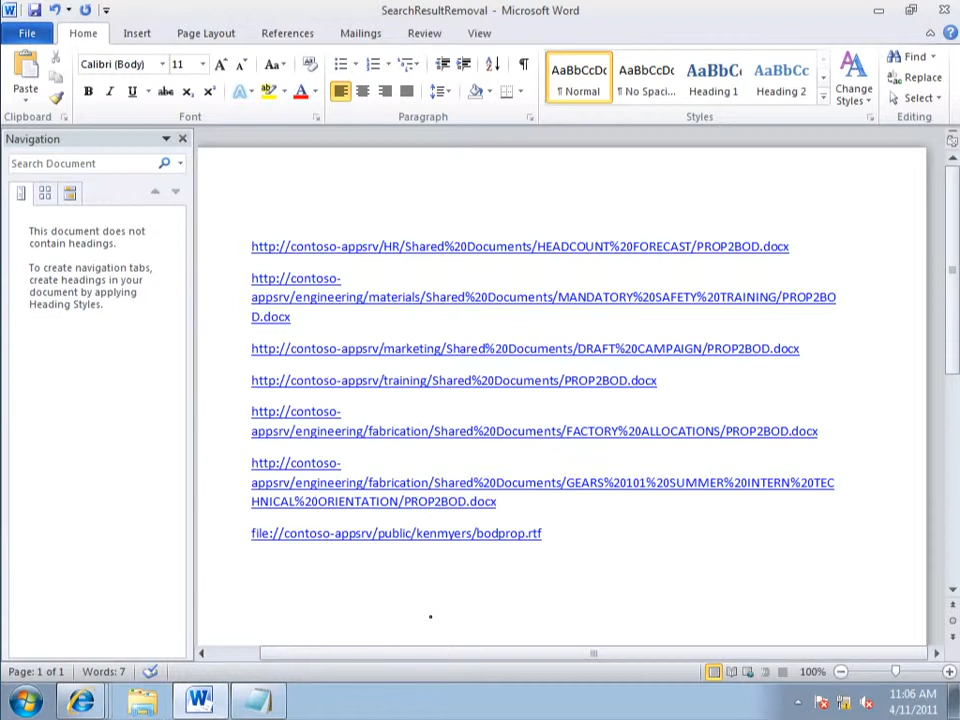 SearchResultRemoval - Microsoft Word
File Home Insert Page Layout References Mailings Review View
Calibri (Body) 11
Paste
Clipboard Font Paragraph Styles Editing
AaBbCcDc AaBbCcDc AaBbC AaBbCc
¶ Normal ¶ No Spaci... Heading 1 Heading 2
Change
Styles
Find
Replace
Select
Navigation
Search Document
This document does not
contain headings.
To create navigation tabs,
create headings in your
document by applying
Heading Styles.
http://contoso-appsrv/HR/Shared%20Documents/HEADCOUNT%20FORECAST/PROP2BOD.docx
http://contoso-
appsrv/engineering/materials/Shared%20Documents/MANDATORY%20SAFETY%20TRAINING/PROP2BO
D.docx
http://contoso-appsrv/marketing/Shared%20Documents/DRAFT%20CAMPAIGN/PROP2BOD.docx
http://contoso-appsrv/training/Shared%20Documents/PROP2BOD.docx
http://contoso-
appsrv/engineering/fabrication/Shared%20Documents/FACTORY%20ALLOCATIONS/PROP2BOD.docx
http://contoso-
appsrv/engineering/fabrication/Shared%20Documents/GEARS%20101%20SUMMER%20INTERN%20TEC
HNICAL%20ORIENTATION/PROP2BOD.docx
file://contoso-appsrv/public/kenmyers/bodprop.rtf
Page: 1 of 1 Words: 7 100%
11:06 AM
4/11/2011